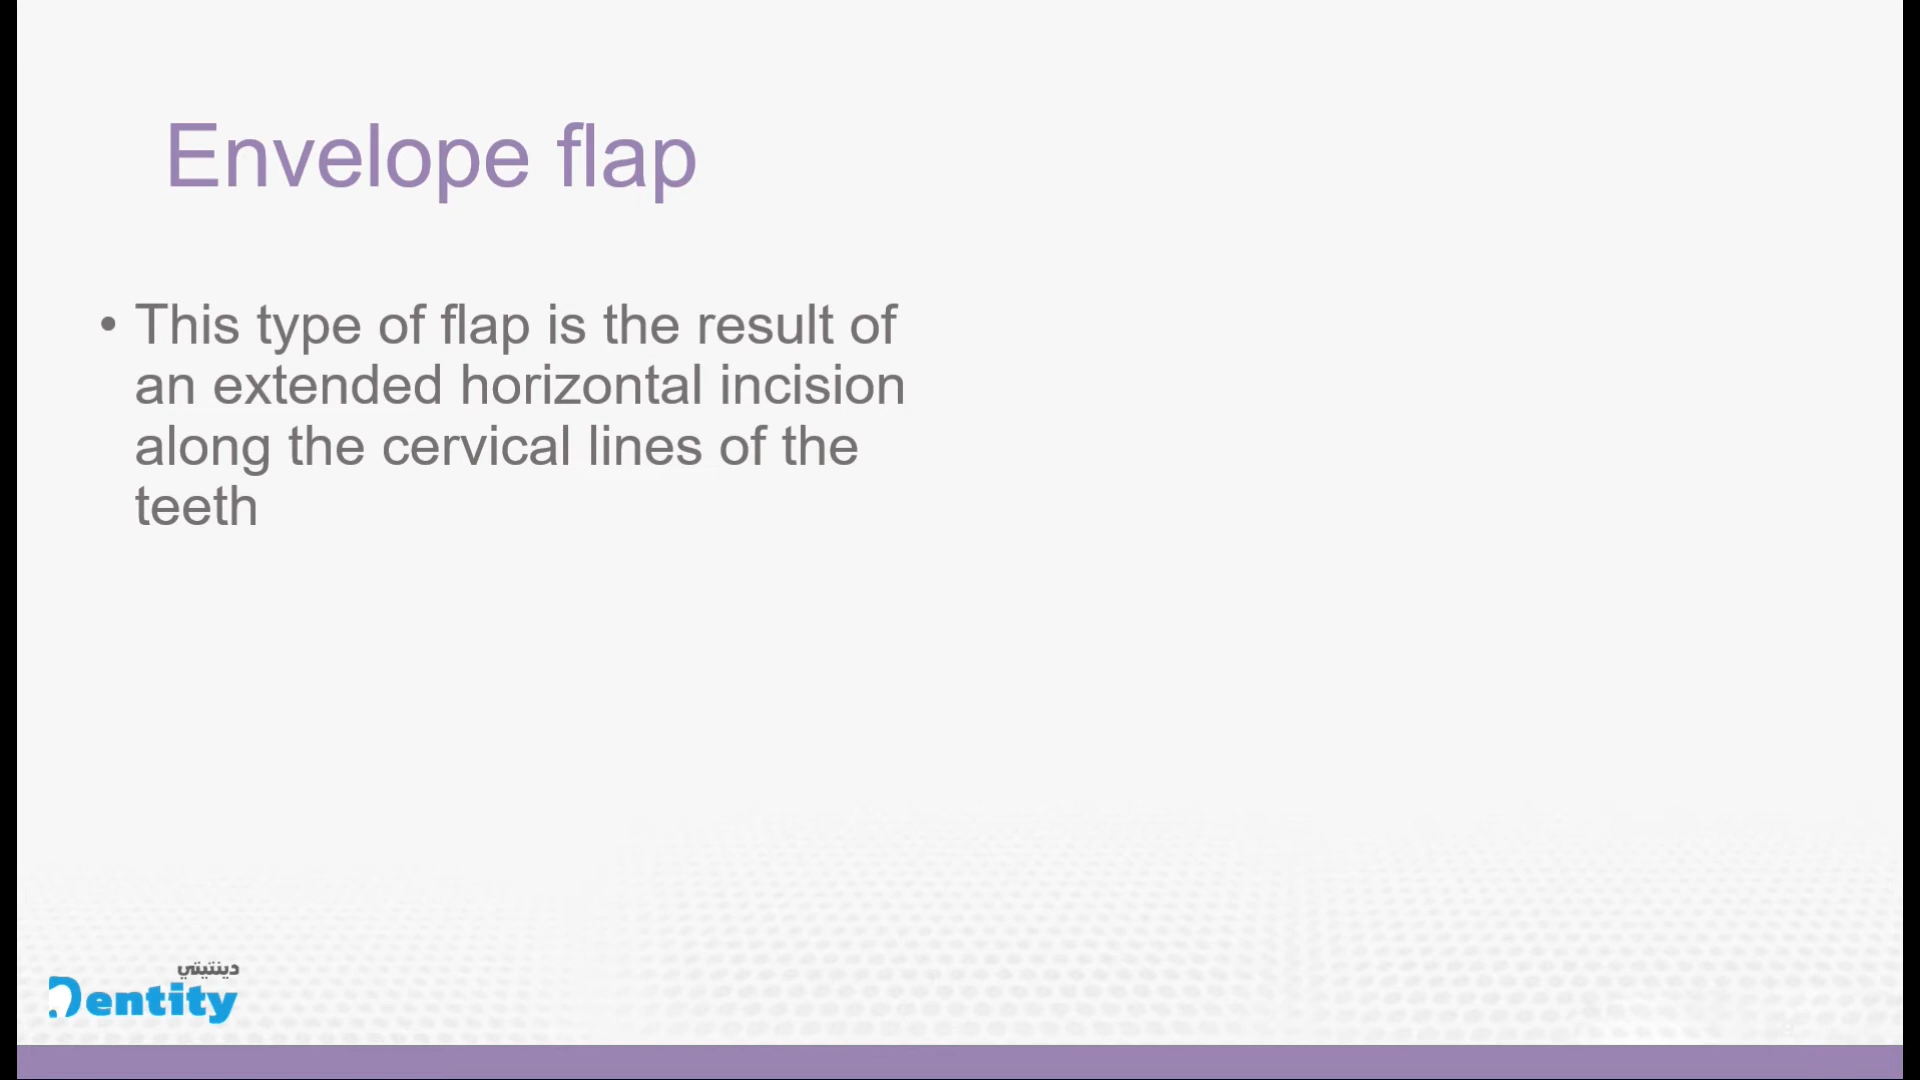 Envelope flap
• This type of flap is the result of
an extended horizontal incision
along the cervical lines of the
teeth
دينتيتي
Dentity